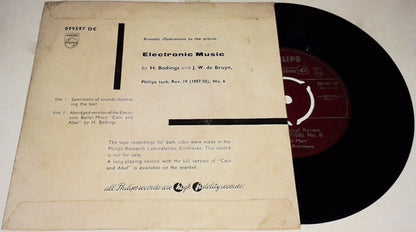 099597 DE
PHILIPS
Acoustic illustrations to the article:
Electronic Music
by H. Badings and J. W. de Bruyn,
Philips tech. Rev. 19 (1957/58), No. 6
Side 1: Specimens of sounds illustrating
the text
Side 2: Abridged version of the Electronic
Ballet Music "Cain and
Abel" by H. Badings
The tape recordings for both sides were made in the
Philips Research Laboratories, Eindhoven. This record
is not for sale.
A long-playing record with the full version of "Cain
and Abel" is available on the market.
all Philips records are High Fidelity records!
PHILIPS
Review
No. 6